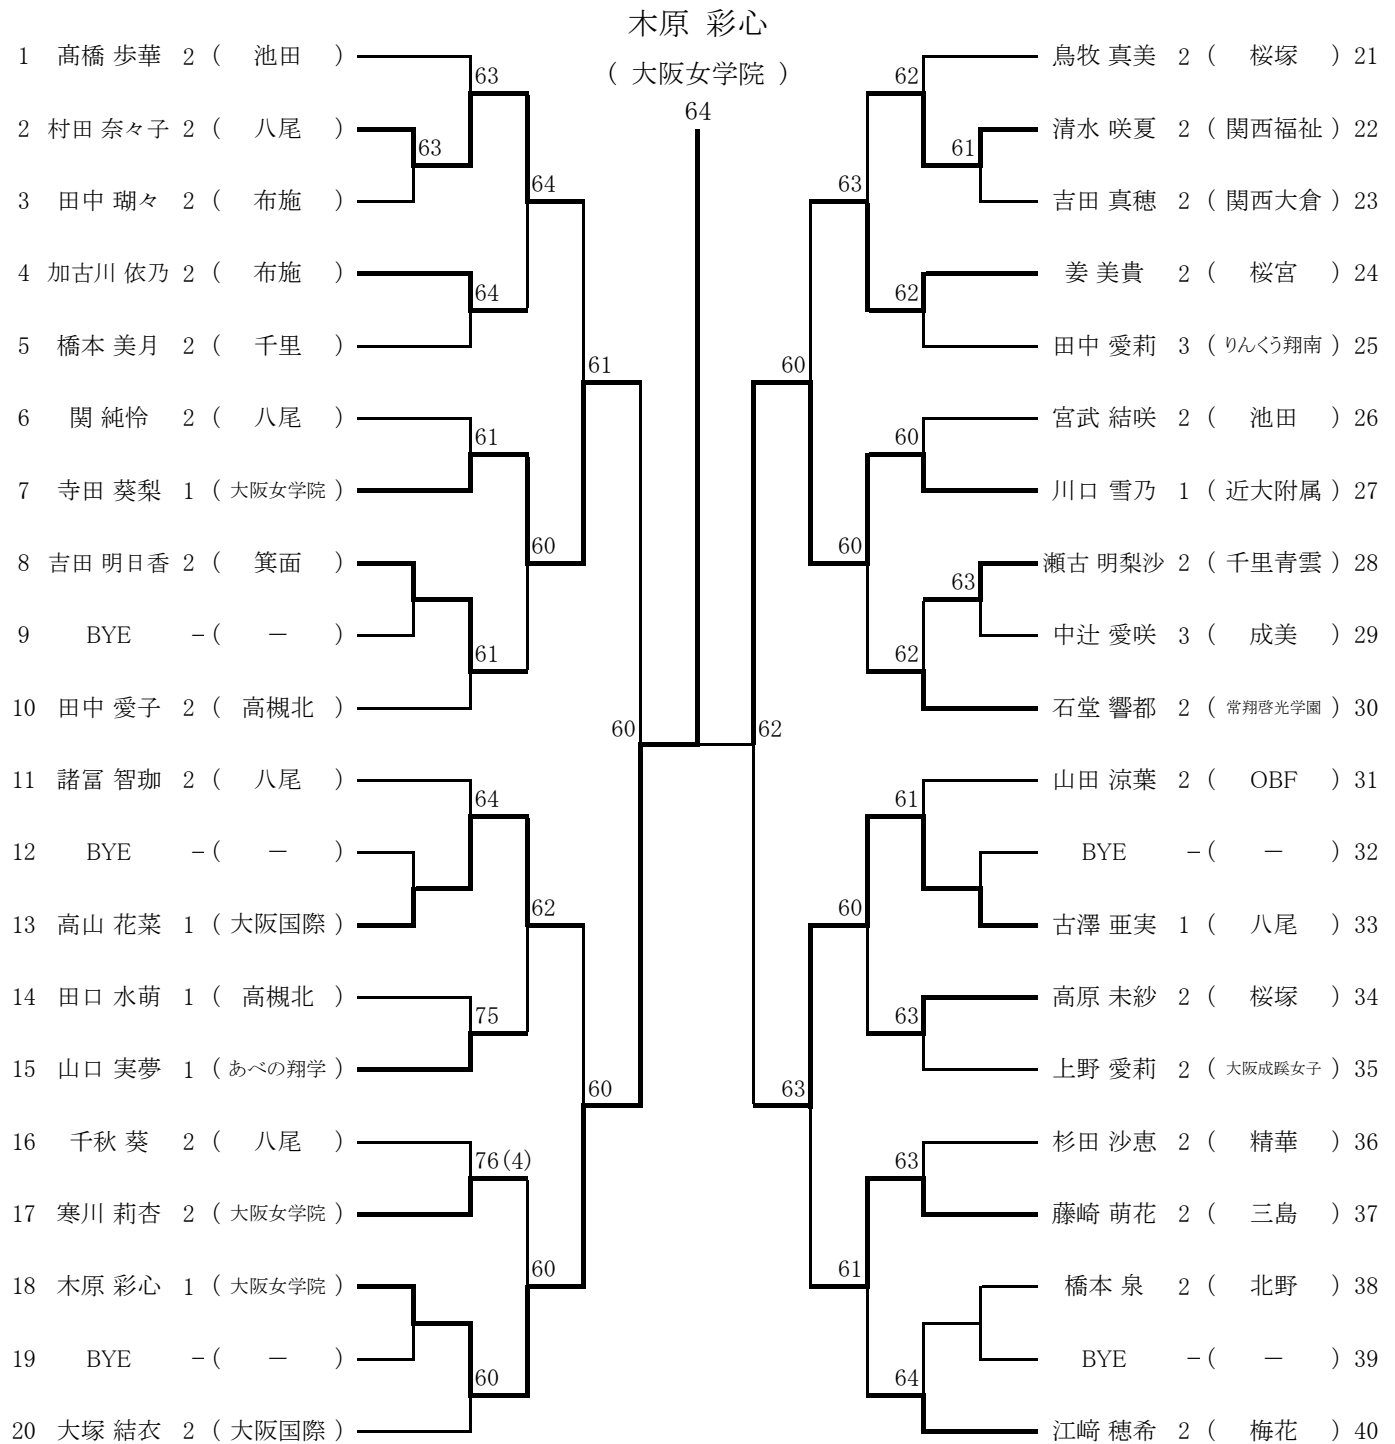 木原 彩心
( 大阪女学院 )
64
1 髙橋 歩華 2 ( 池田 )
63
2 村田 奈々子 2 ( 八尾 )
63
3 田中 瑚々 2 ( 布施 )
64
4 加古川 依乃 2 ( 布施 )
64
5 橋本 美月 2 ( 千里 )
61
6 関 純怜 2 ( 八尾 )
61
7 寺田 葵梨 1 ( 大阪女学院 )
60
8 吉田 明日香 2 ( 箕面 )
9 BYE -( - )
61
10 田中 愛子 2 ( 高槻北 )
60
11 諸冨 智珈 2 ( 八尾 )
64
12 BYE -( - )
62
13 高山 花菜 1 ( 大阪国際 )
14 田口 水萌 1 ( 高槻北 )
75
15 山口 実夢 1 ( あべの翔学 )
60
16 千秋 葵 2 ( 八尾 )
76(4)
17 寒川 莉杏 2 ( 大阪女学院 )
60
18 木原 彩心 1 ( 大阪女学院 )
19 BYE -( - )
60
20 大塚 結衣 2 ( 大阪国際 )
鳥牧 真美 2 ( 桜塚 ) 21
62
清水 咲夏 2 ( 関西福祉 ) 22
61
63
吉田 真穂 2 ( 関西大倉 ) 23
姜 美貴 2 ( 桜宮 ) 24
62
田中 愛莉 3 ( りんくう翔南 ) 25
60
宮武 結咲 2 ( 池田 ) 26
60
川口 雪乃 1 ( 近大附属 ) 27
60
瀬古 明梨沙 2 ( 千里青雲 ) 28
63
中辻 愛咲 3 ( 成美 ) 29
62
石堂 響都 2 ( 常翔啓光学園 ) 30
62
山田 涼葉 2 ( OBF ) 31
61
BYE -( - ) 32
60
古澤 亜実 1 ( 八尾 ) 33
高原 未紗 2 ( 桜塚 ) 34
63
上野 愛莉 2 ( 大阪成蹊女子 ) 35
63
杉田 沙恵 2 ( 精華 ) 36
63
藤崎 萌花 2 ( 三島 ) 37
61
橋本 泉 2 ( 北野 ) 38
BYE -( - ) 39
64
江﨑 穂希 2 ( 梅花 ) 40